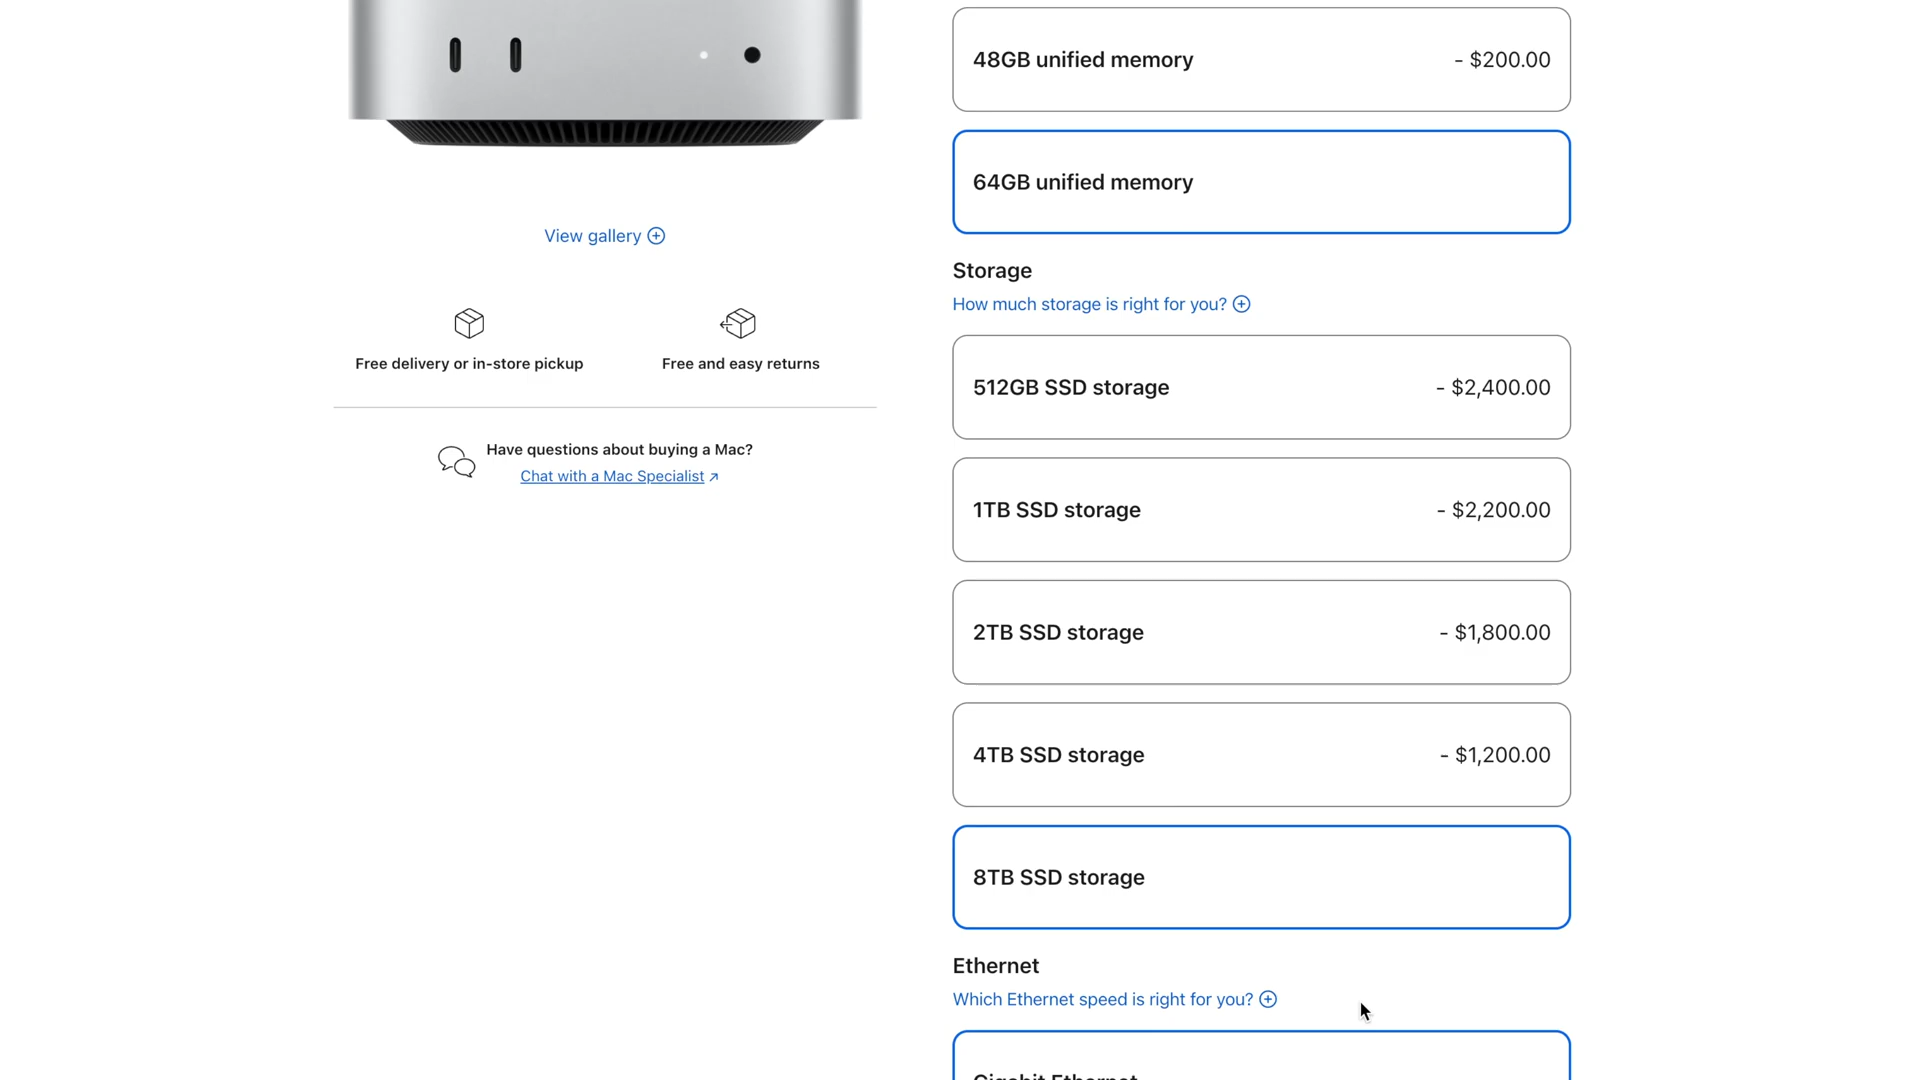 48GB unified memory - $200.00
64GB unified memory
View gallery
Storage
How much storage is right for you?
Free delivery or in-store pickup
Free and easy returns
512GB SSD storage - $2,400.00
Have questions about buying a Mac?
Chat with a Mac Specialist ↗
1TB SSD storage - $2,200.00
2TB SSD storage - $1,800.00
4TB SSD storage - $1,200.00
8TB SSD storage
Ethernet
Which Ethernet speed is right for you?
Gigabit Ethernet